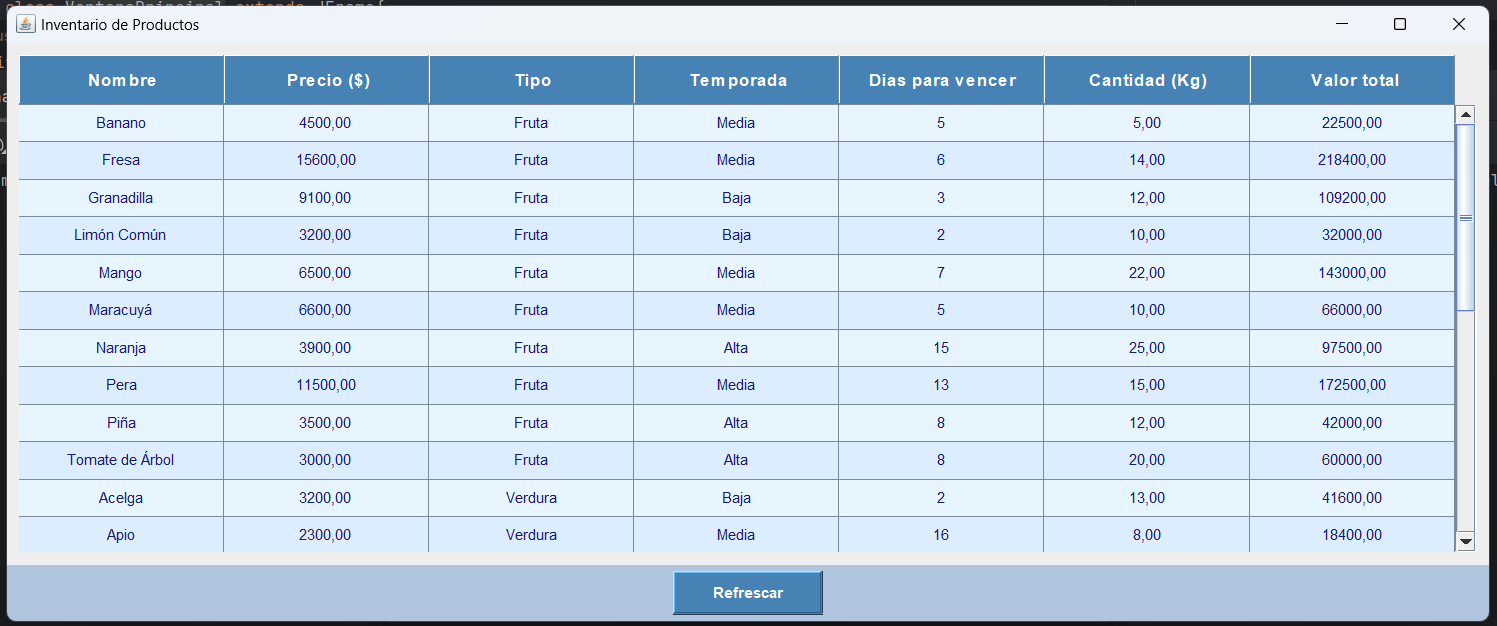 class VentanaPrincipal extends JFrame{
Inventario de Productos
Nombre Precio ($) Tipo Temporada Dias para vencer Cantidad (Kg) Valor total
Banano 4500,00 Fruta Media 5 5,00 22500,00
Fresa 15600,00 Fruta Media 6 14,00 218400,00
Granadilla 9100,00 Fruta Baja 3 12,00 109200,00
Limón Común 3200,00 Fruta Baja 2 10,00 32000,00
Mango 6500,00 Fruta Media 7 22,00 143000,00
Maracuyá 6600,00 Fruta Media 5 10,00 66000,00
Naranja 3900,00 Fruta Alta 15 25,00 97500,00
Pera 11500,00 Fruta Media 13 15,00 172500,00
Piña 3500,00 Fruta Alta 8 12,00 42000,00
Tomate de Árbol 3000,00 Fruta Alta 8 20,00 60000,00
Acelga 3200,00 Verdura Baja 2 13,00 41600,00
Apio 2300,00 Verdura Media 16 8,00 18400,00
Refrescar